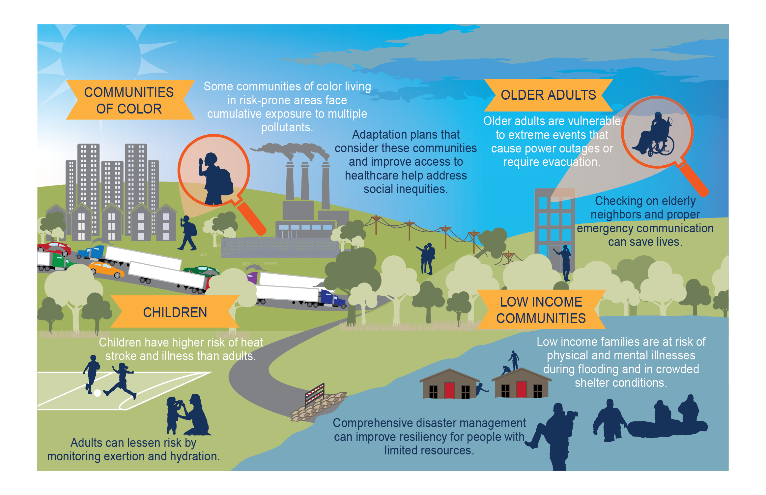 COMMUNITIES
OF COLOR
Some communities of color living
in risk-prone areas face
cumulative exposure to multiple
pollutants.
Adaptation plans that
consider these communities
and improve access to
healthcare help address
social inequities.
OLDER ADULTS
Older adults are vulnerable
to extreme events that
cause power outages or
require evacuation.
Checking on elderly
neighbors and proper
emergency communication
can save lives.
CHILDREN
Children have higher risk of heat
stroke and illness than adults.
Adults can lessen risk by
monitoring exertion and hydration.
LOW INCOME
COMMUNITIES
Low income families are at risk of
physical and mental illnesses
during flooding and in crowded
shelter conditions.
Comprehensive disaster management
can improve resiliency for people with
limited resources.